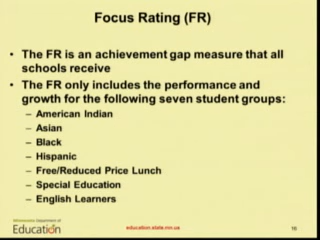 Focus Rating (FR)
• The FR is an achievement gap measure that all
schools receive
• The FR only includes the performance and
growth for the following seven student groups:
– American Indian
– Asian
– Black
– Hispanic
– Free/Reduced Price Lunch
– Special Education
– English Learners
Minnesota Department of
Education
education.state.mn.us
16